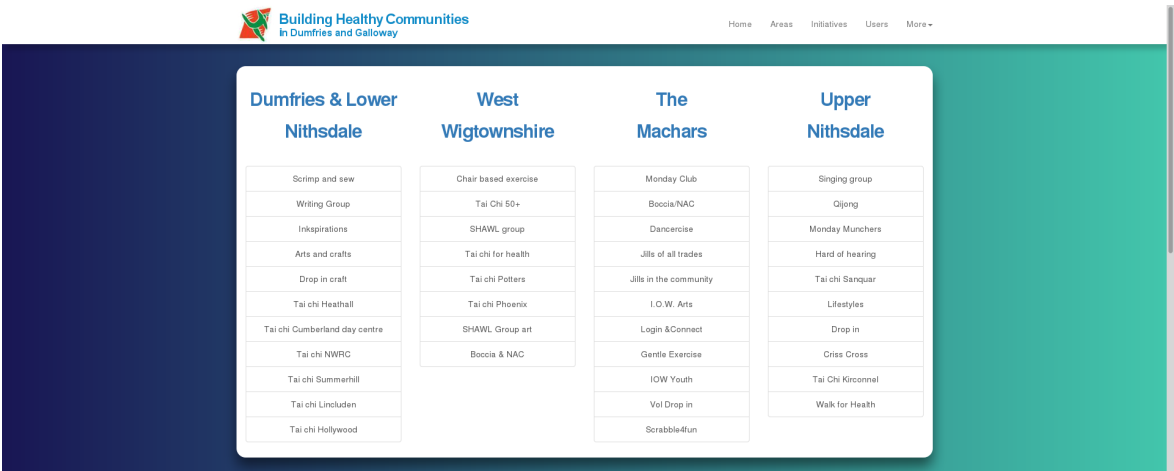 Building Healthy Communities
in Dumfries and Galloway
Home Areas Initiatives Users More
Dumfries & Lower
Nithsdale
Scrimp and sew
Writing Group
Inkspirations
Arts and crafts
Drop in craft
Tai chi Heathall
Tai chi Cumberland day centre
Tai chi NWRC
Tai chi Summerhill
Tai chi Lincluden
Tai chi Hollywood
West
Wigtownshire
Chair based exercise
Tai Chi 50+
SHAWL group
Tai chi for health
Tai chi Potters
Tai chi Phoenix
SHAWL Group art
Boccia & NAC
The
Machars
Monday Club
Boccia/NAC
Dancercise
Jills of all trades
Jills in the community
I.O.W. Arts
Login &Connect
Gentle Exercise
IOW Youth
Vol Drop in
Scrabble4fun
Upper
Nithsdale
Singing group
Qijong
Monday Munchers
Hard of hearing
Tai chi Sanquar
Lifestyles
Drop in
Criss Cross
Tai Chi Kirconnel
Walk for Health